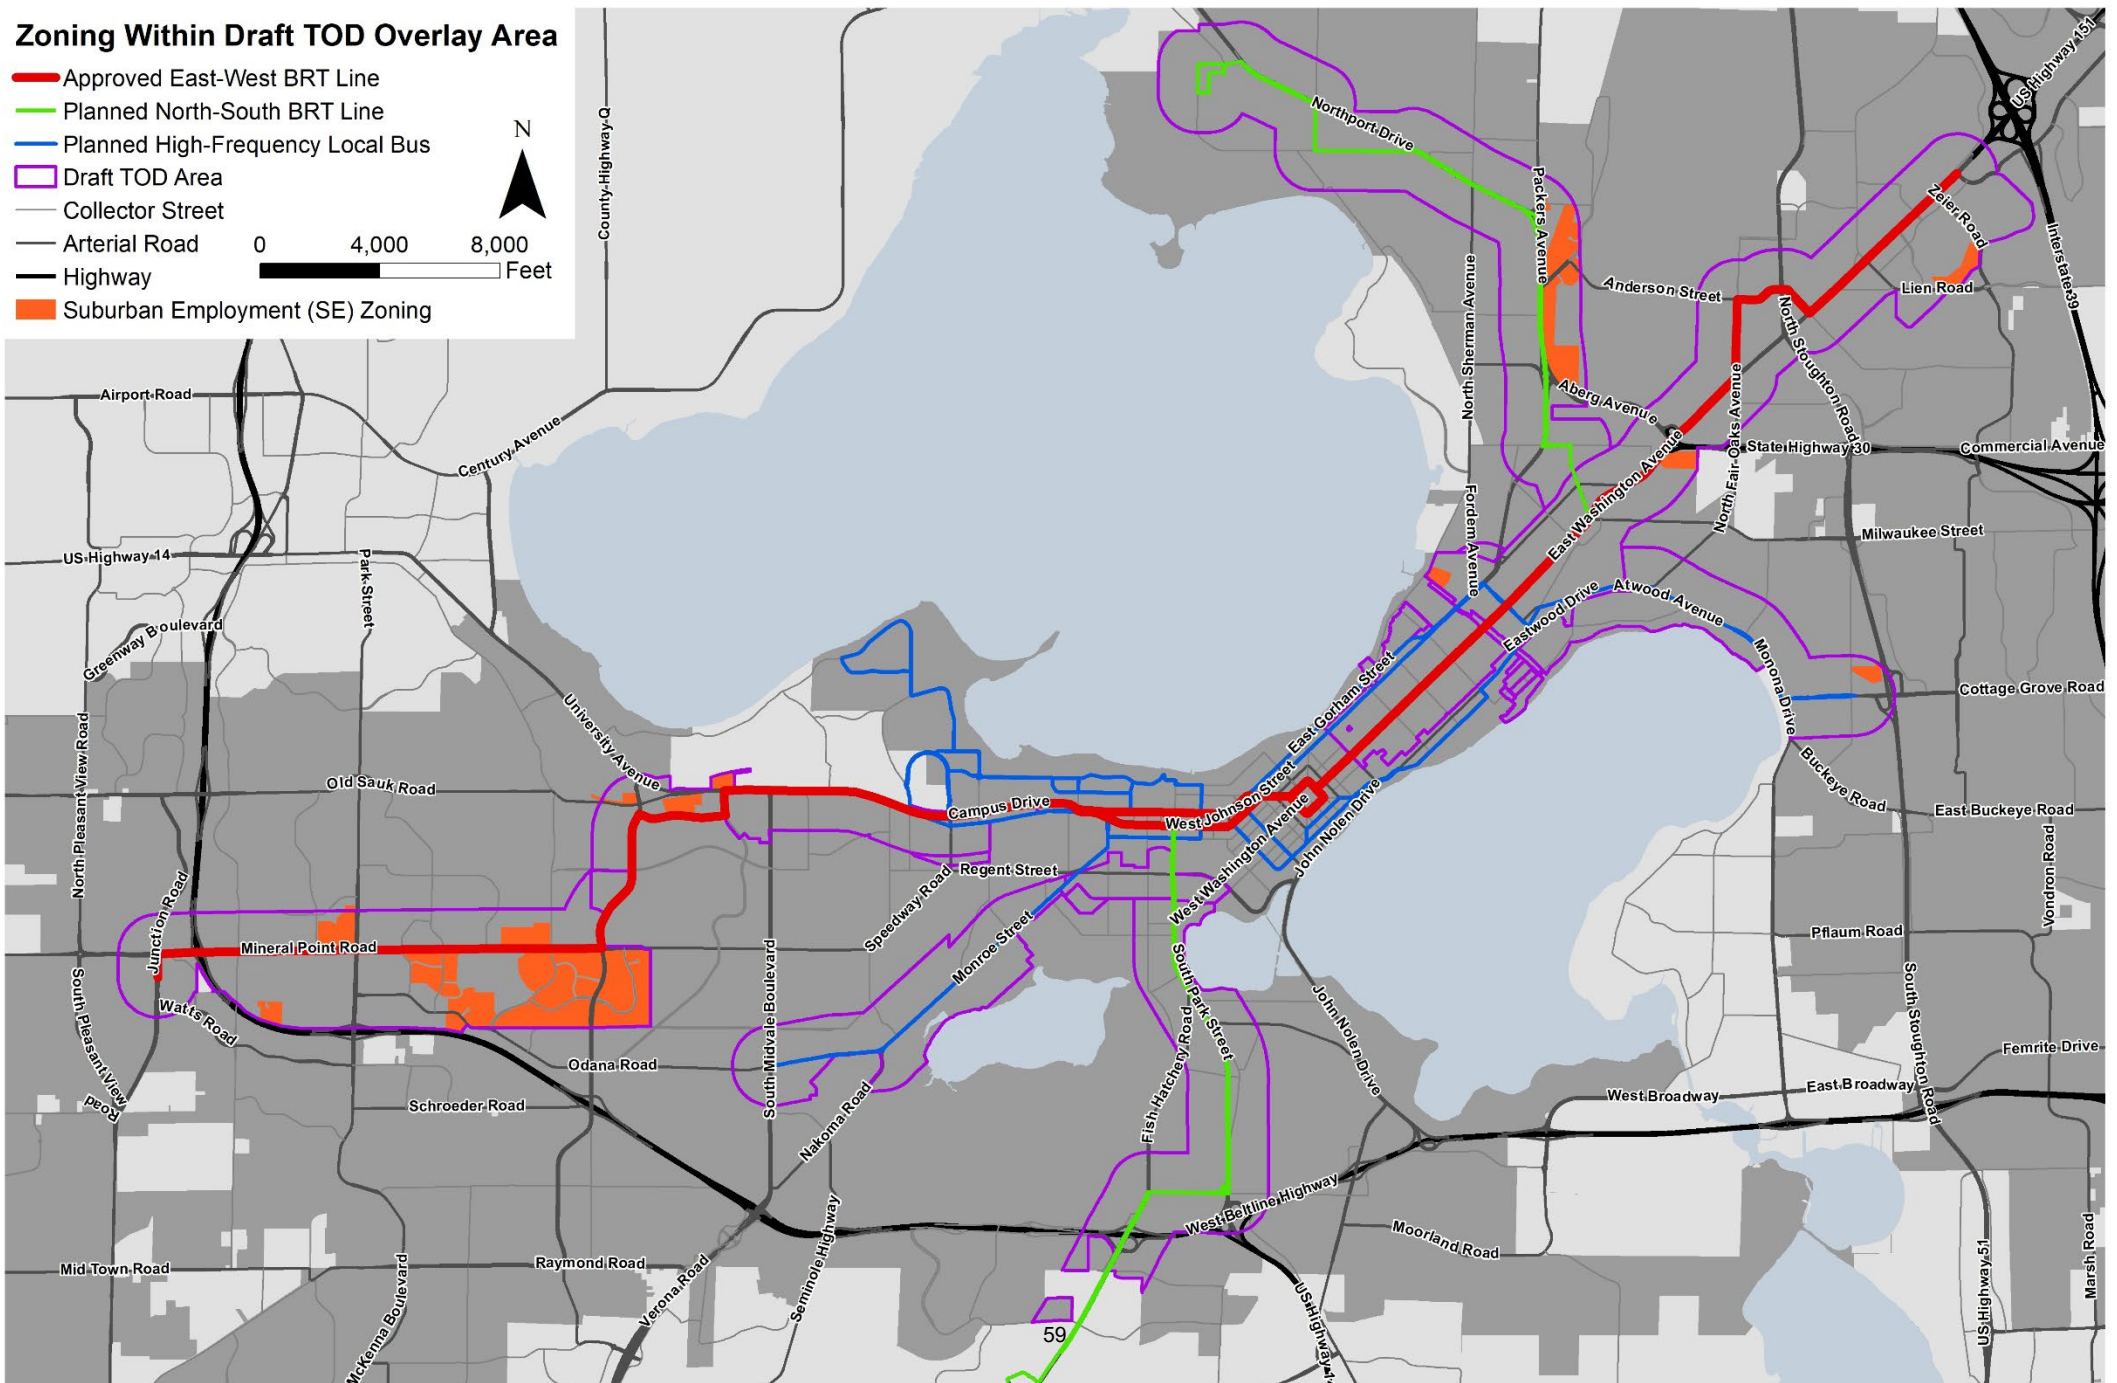 Zoning Within Draft TOD Overlay Area
Approved East-West BRT Line
Planned North-South BRT Line
Planned High-Frequency Local Bus
Draft TOD Area
Collector Street
Arterial Road
Highway
Suburban Employment (SE) Zoning
N
0 4,000 8,000
Feet
County Highway Q
US Highway 151
Northport Drive
Packers Avenue
Zeier Road
Interstate 39
North Sherman Avenue
Anderson Street
Lien Road
North Stoughton Road
Airport Road
Aberg Avenue
North Fair Oaks Avenue
Century Avenue
State Highway 30
Commercial Avenue
East Washington Avenue
Fordem Avenue
Milwaukee Street
US Highway 14
Park Street
Eastwood Drive
Atwood Avenue
Greenway Boulevard
Monona Drive
Cottage Grove Road
University Avenue
East Gorham Street
North Pleasant View Road
Old Sauk Road
Buckeye Road
East Buckeye Road
Campus Drive
West Johnson Street
West Washington Avenue
John Nolen Drive
Vondron Road
Junction Road
Regent Street
Speedway Road
Mineral Point Road
Monroe Street
Pflaum Road
South Pleasant View
Road
Watts Road
South Midvale Boulevard
South Park Street
Fish Hatchery Road
John Nolen Drive
South Stoughton Road
Odana Road
Femrite Drive
Schroeder Road
Nakoma Road
West Broadway
East Broadway
West Beltline Highway
Seminole Highway
Moorland Road
Mid Town Road
Raymond Road
Verona Road
McKenna Boulevard
US Highway 14
US Highway 51
Marsh Road
59